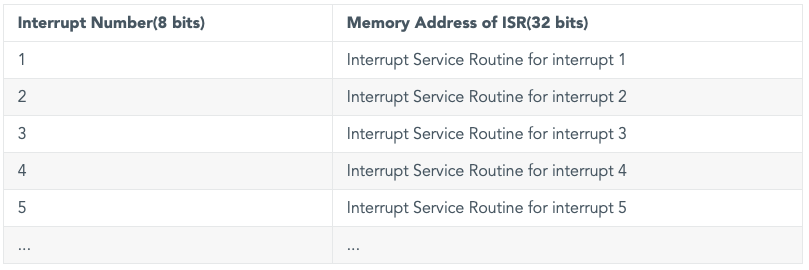 Interrupt Number(8 bits) Memory Address of ISR(32 bits)
1 Interrupt Service Routine for interrupt 1
2 Interrupt Service Routine for interrupt 2
3 Interrupt Service Routine for interrupt 3
4 Interrupt Service Routine for interrupt 4
5 Interrupt Service Routine for interrupt 5
... ...